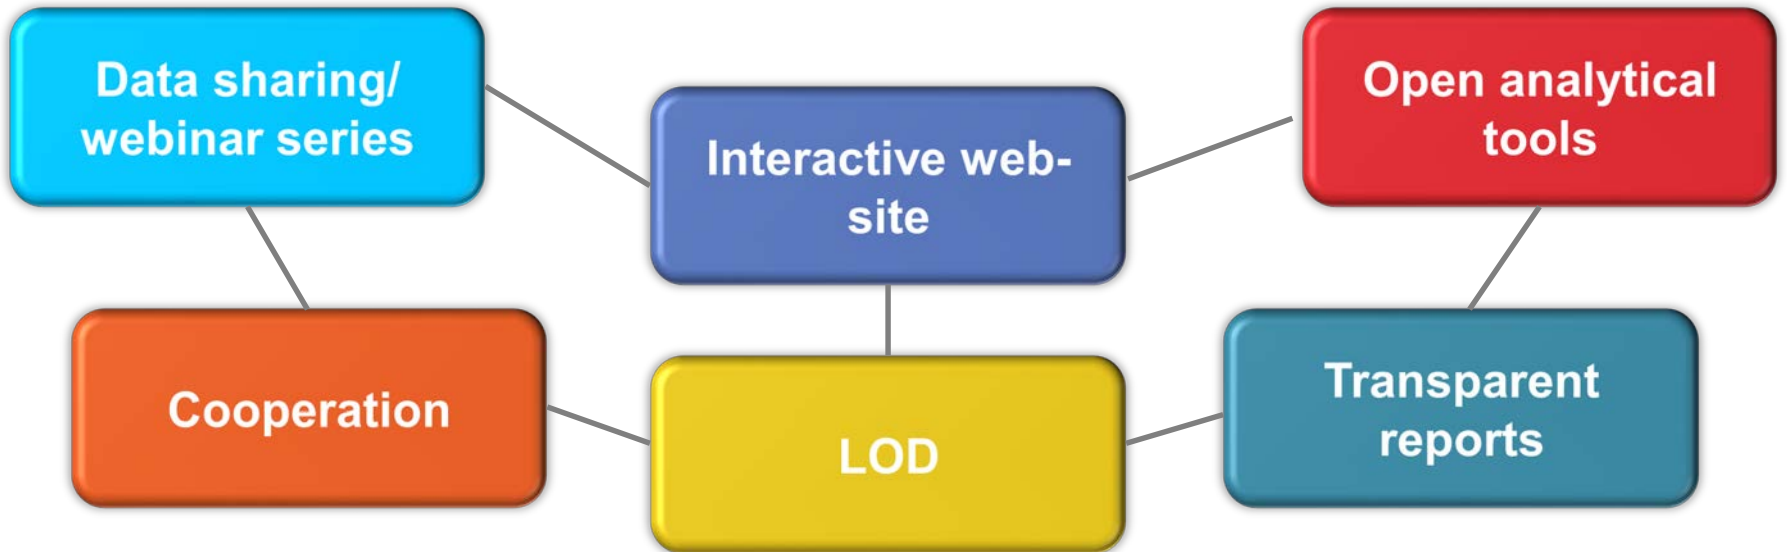 Data sharing/
webinar series
Interactive web-
site
Open analytical
tools
Cooperation
LOD
Transparent
reports